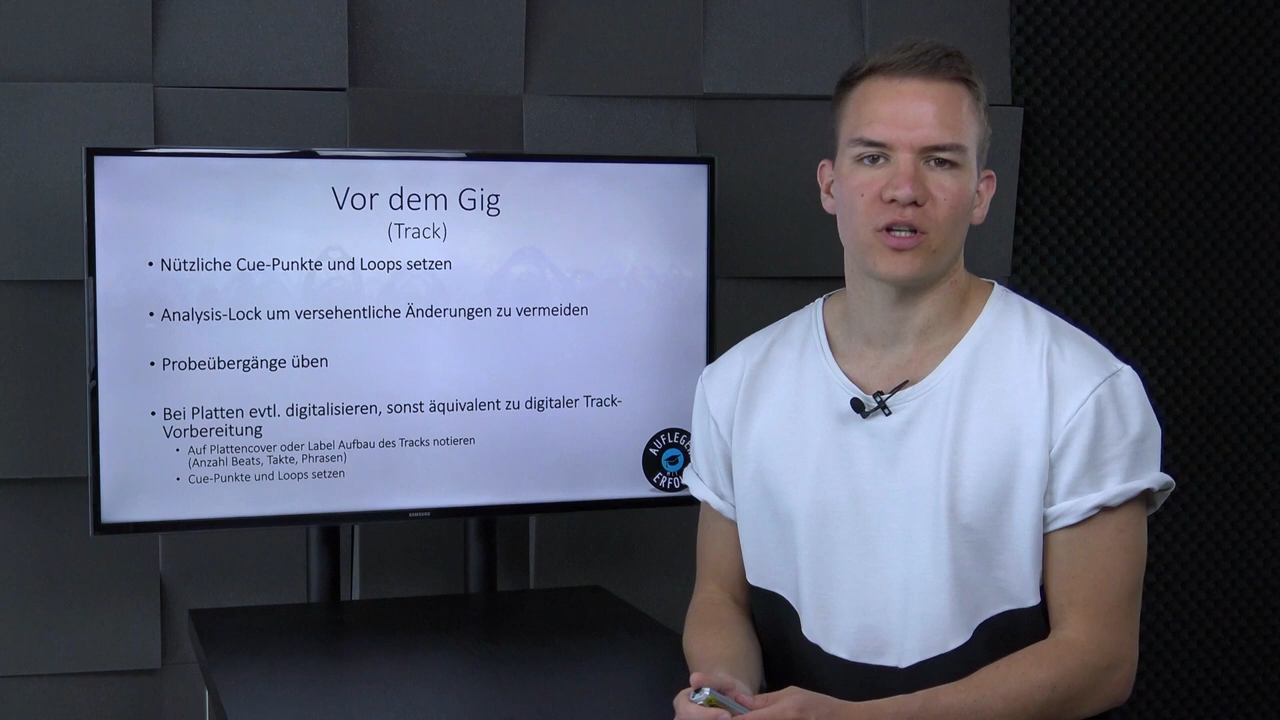 Vor dem Gig
(Track)
• Nützliche Cue-Punkte und Loops setzen
• Analysis-Lock um versehentliche Änderungen zu vermeiden
• Probeübergänge üben
• Bei Platten evtl. digitalisieren, sonst äquivalent zu digitaler Track-
Vorbereitung
• Auf Plattencover oder Label Aufbau des Tracks notieren
(Anzahl Beats, Takte, Phrasen)
• Cue-Punkte und Loops setzen
AUFLEGE
MIT
ERFO
SAMSUNG